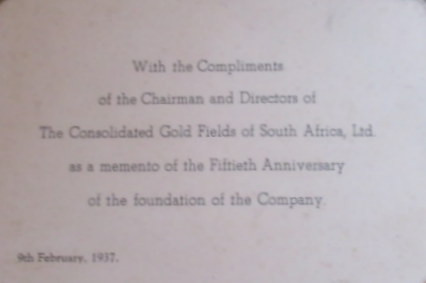 With the Compliments
of the Chairman and Directors of
The Consolidated Gold Fields of South Africa, Ltd.
as a memento of the Fiftieth Anniversary
of the foundation of the Company.
9th February, 1937.